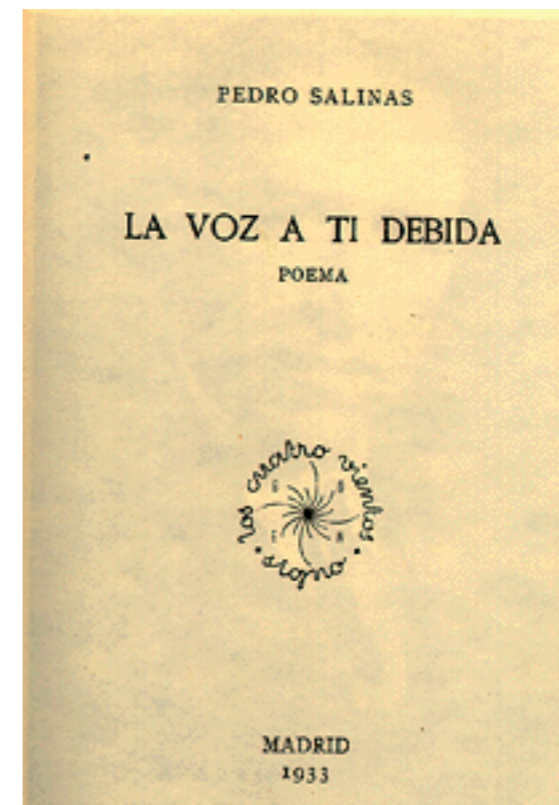 PEDRO SALINAS
LA VOZ A TI DEBIDA
POEMA
los cuatro vientos
signo
MADRID
1933